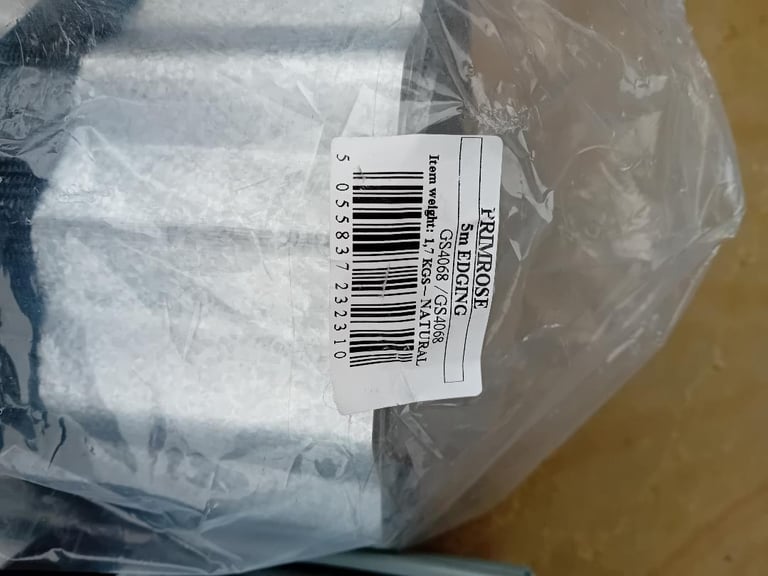 PRIMROSE
5m EDGING
GS4068 /GS4068
Item weight: 1,7 KGS – NATURAL
5 055837 232310